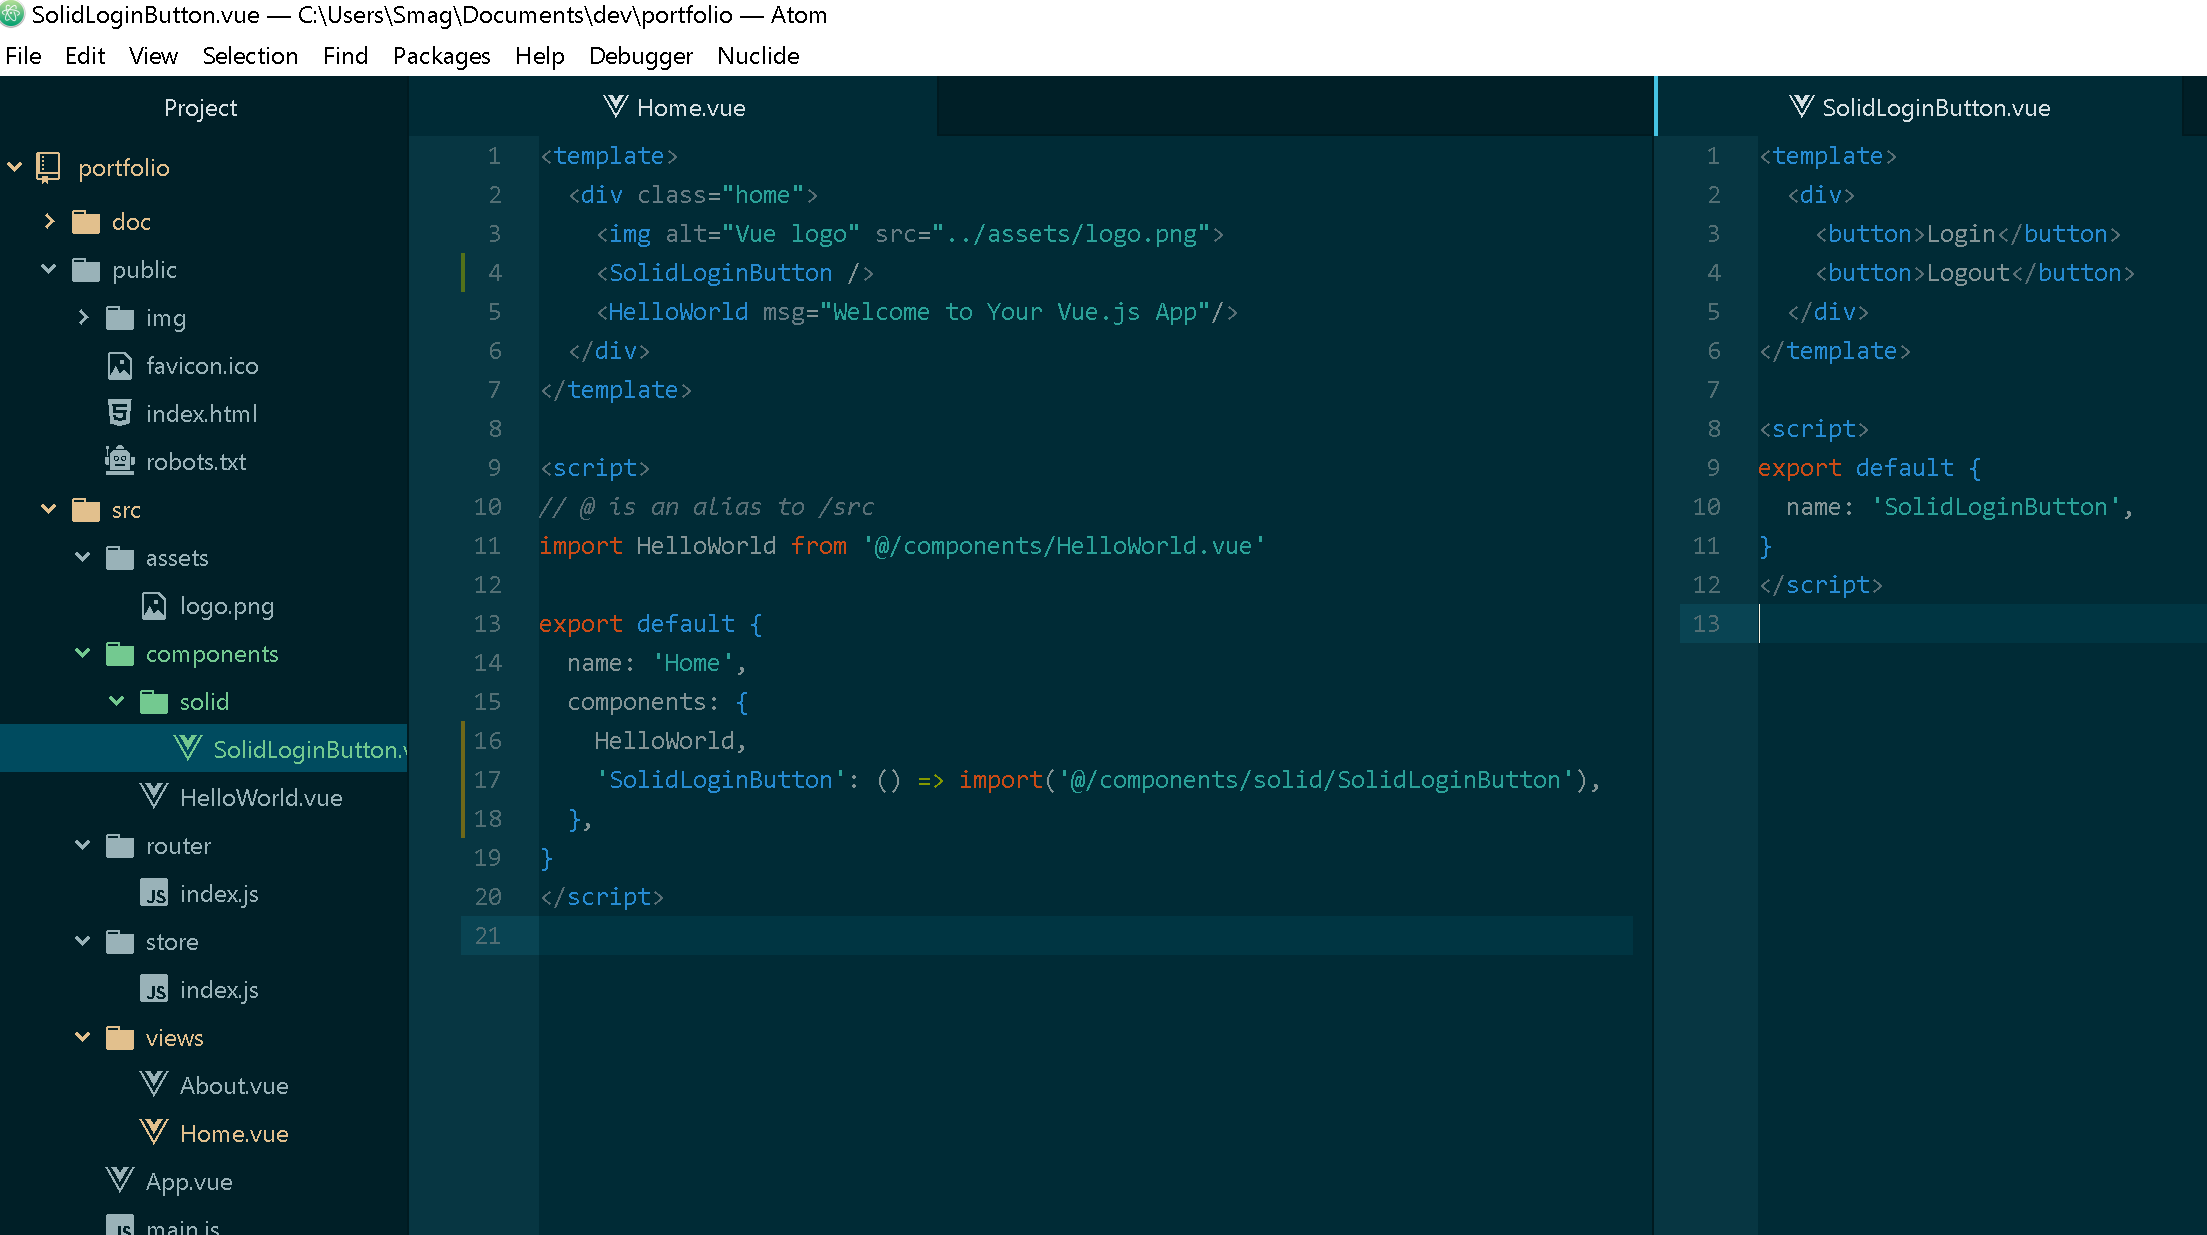 SolidLoginButton.vue — C:\Users\Smag\Documents\dev\portfolio — Atom
File Edit View Selection Find Packages Help Debugger Nuclide
Project
portfolio
doc
public
img
favicon.ico
index.html
robots.txt
src
assets
logo.png
components
solid
SolidLoginButton.v
HelloWorld.vue
router
JS index.js
store
JS index.js
views
About.vue
Home.vue
App.vue
JS main.js
Home.vue
1 <template>
2 <div class="home">
3 <img alt="Vue logo" src="../assets/logo.png">
4 <SolidLoginButton />
5 <HelloWorld msg="Welcome to Your Vue.js App"/>
6 </div>
7 </template>
8
9 <script>
10 // @ is an alias to /src
11 import HelloWorld from '@/components/HelloWorld.vue'
12
13 export default {
14 name: 'Home',
15 components: {
16 HelloWorld,
17 'SolidLoginButton': () => import('@/components/solid/SolidLoginButton'),
18 },
19 }
20 </script>
21
SolidLoginButton.vue
1 <template>
2 <div>
3 <button>Login</button>
4 <button>Logout</button>
5 </div>
6 </template>
7
8 <script>
9 export default {
10 name: 'SolidLoginButton',
11 }
12 </script>
13